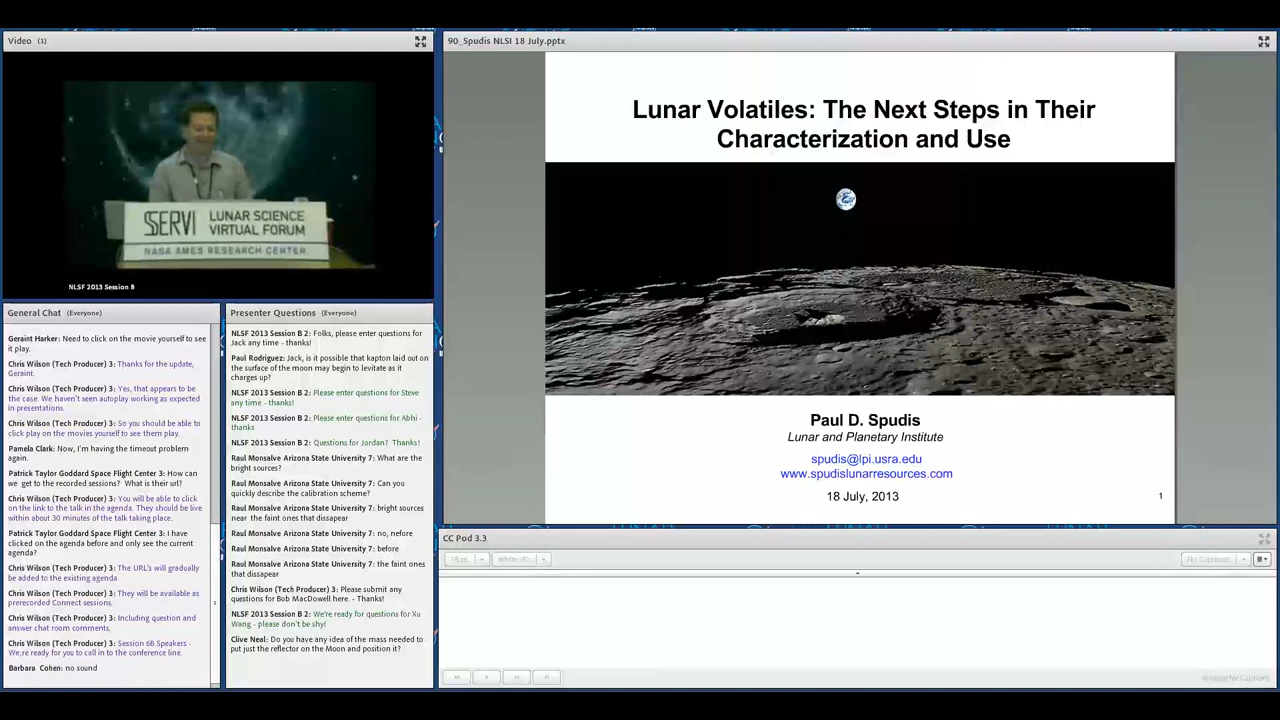 Video (1)
SSERVI LUNAR SCIENCE
VIRTUAL FORUM
NASA AMES RESEARCH CENTER
NLSF 2013 Session B
General Chat (Everyone)
Geraint Harker: Need to click on the movie yourself to see
it play.
Chris Wilson (Tech Producer) 3: Thanks for the update,
Geraint.
Chris Wilson (Tech Producer) 3: Yes, that appears to be
the case. We haven't seen autoplay working as expected
in presentations.
Chris Wilson (Tech Producer) 3: So you should be able to
click play on the movies yourself to see them play.
Pamela Clark: Now, I'm having the timeout problem
again.
Patrick Taylor Goddard Space Flight Center 3: How can
we get to the recorded sessions? What is their url?
Chris Wilson (Tech Producer) 3: You will be able to click
on the link to the talk in the agenda. They should be live
within about 30 minutes of the talk taking place.
Patrick Taylor Goddard Space Flight Center 3: I have
clicked on the agenda before and only see the current
agenda?
Chris Wilson (Tech Producer) 3: The URL's will gradually
be added to the existing agenda.
Chris Wilson (Tech Producer) 3: They will be available as
prerecorded Connect sessions.
Chris Wilson (Tech Producer) 3: Including question and
answer chat room comments.
Chris Wilson (Tech Producer) 3: Session 6B Speakers -
We,re ready for you to call in to the conference line.
Barbara Cohen: no sound
Presenter Questions (Everyone)
NLSF 2013 Session B 2: Folks, please enter questions for
Jack any time - thanks!
Paul Rodriguez: Jack, is it possible that kapton laid out on
the surface of the moon may begin to levitate as it
charges up?
NLSF 2013 Session B 2: Please enter questions for Steve
any time - thanks!
NLSF 2013 Session B 2: Please enter questions for Abhi -
thanks
NLSF 2013 Session B 2: Questions for Jordan? Thanks!
Raul Monsalve Arizona State University 7: What are the
bright sources?
Raul Monsalve Arizona State University 7: Can you
quickly describe the calibration scheme?
Raul Monsalve Arizona State University 7: bright sources
near the faint ones that dissapear
Raul Monsalve Arizona State University 7: no, nefore
Raul Monsalve Arizona State University 7: before
Raul Monsalve Arizona State University 7: the faint ones
that dissapear
Chris Wilson (Tech Producer) 3: Please submit any
questions for Bob MacDowell here. - Thanks!
NLSF 2013 Session B 2: We're ready for questions for Xu
Wang - please don't be shy!
Clive Neal: Do you have any idea of the mass needed to
put just the reflector on the Moon and position it?
90_Spudis NLSI 18 July.pptx
Lunar Volatiles: The Next Steps in Their
Characterization and Use
Paul D. Spudis
Lunar and Planetary Institute
spudis@lpi.usra.edu
www.spudislunarresources.com
18 July, 2013
1
CC Pod 3.3
No Captions
Waiting for Captions